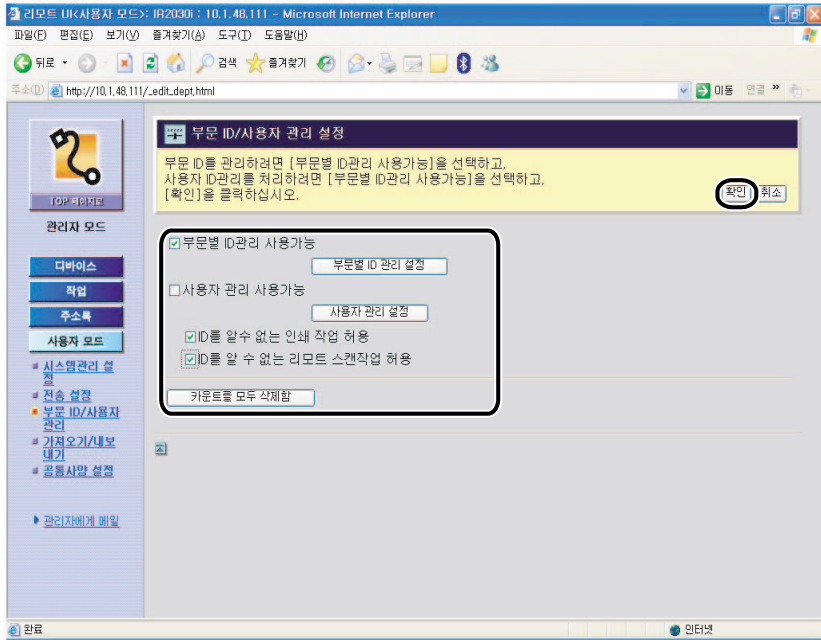 리모트 UI<사용자 모드>: IR2030i : 10.1.48.111 - Microsoft Internet Explorer
파일(F) 편집(E) 보기(V) 즐겨찾기(A) 도구(T) 도움말(H)
뒤로 검색 즐겨찾기
주소(D) http://10.1.48.111/_edit_dept.html 이동 연결 »
TOP 페이지로
관리자 모드
디바이스
작업
주소록
사용자 모드
시스템관리 설
정
전송 설정
부문 ID/사용자
관리
가져오기/내보
내기
공통사양 설정
관리자에게 메일
부문 ID/사용자 관리 설정
부문 ID를 관리하려면 [부문별 ID관리 사용가능]을 선택하고,
사용자 ID관리를 처리하려면 [부문별 ID관리 사용가능]을 선택하고,
[확인]을 클릭하십시오.
확인 취소
부문별 ID관리 사용가능
부문별 ID 관리 설정
사용자 관리 사용가능
사용자 관리 설정
ID를 알수 없는 인쇄 작업 허용
ID를 알 수 없는 리모트 스캔작업 허용
카운트를 모두 삭제함
완료 인터넷